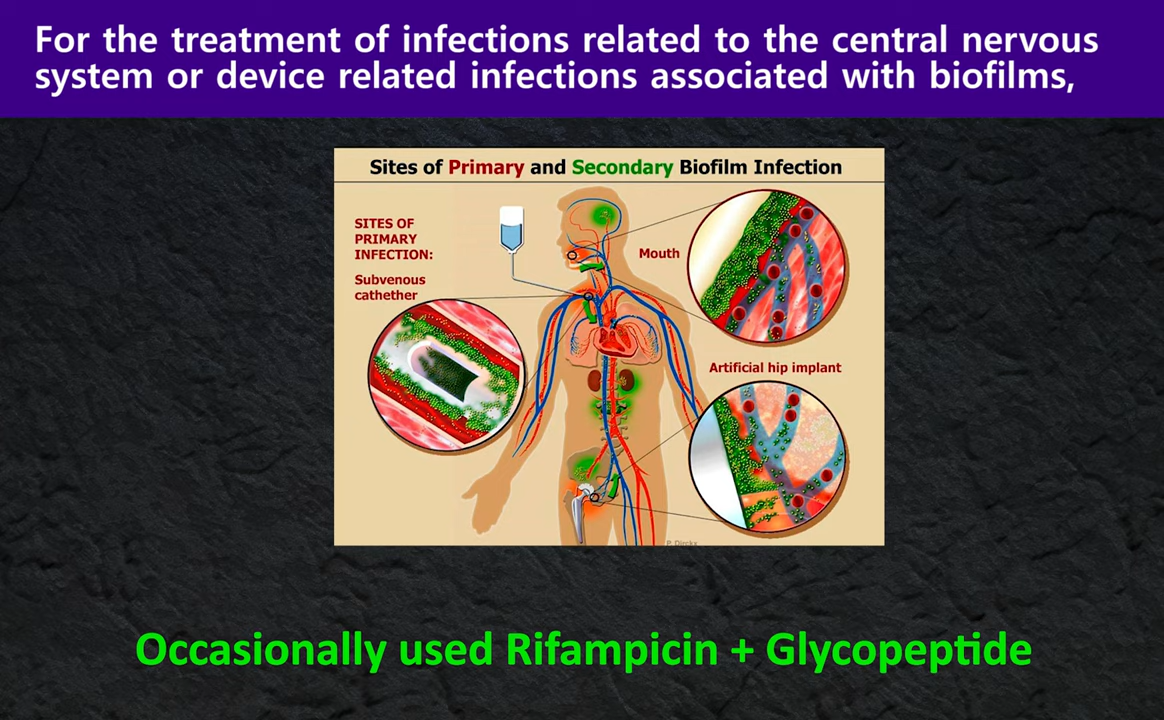 For the treatment of infections related to the central nervous
system or device related infections associated with biofilms,
Sites of Primary and Secondary Biofilm Infection
SITES OF
PRIMARY
INFECTION:
Subvenous
cathether
Mouth
Artificial hip implant
P. Dirckx
Occasionally used Rifampicin + Glycopeptide